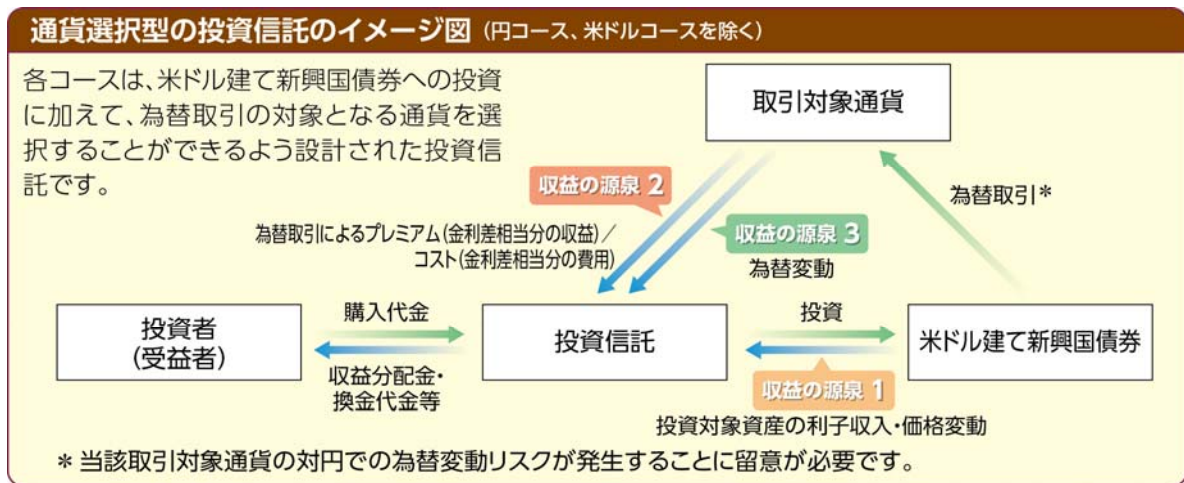 通貨選択型の投資信託のイメージ図（円コース、米ドルコースを除く）
各コースは、米ドル建て新興国債券への投資
に加えて、為替取引の対象となる通貨を選
択することができるよう設計された投資信
託です。
取引対象通貨
収益の源泉 2
為替取引＊
為替取引によるプレミアム（金利差相当分の収益）／
コスト（金利差相当分の費用）
収益の源泉 3
為替変動
投資者
（受益者）
購入代金
収益分配金・
換金代金等
投資信託
投資
収益の源泉 1
投資対象資産の利子収入・価格変動
米ドル建て新興国債券
＊ 当該取引対象通貨の対円での為替変動リスクが発生することに留意が必要です。